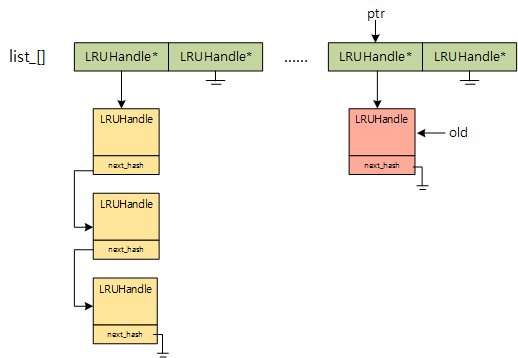 ptr
list_[]
LRUHandle* LRUHandle* ...... LRUHandle* LRUHandle*
LRUHandle
next_hash
LRUHandle
old
next_hash
LRUHandle
next_hash
LRUHandle
next_hash